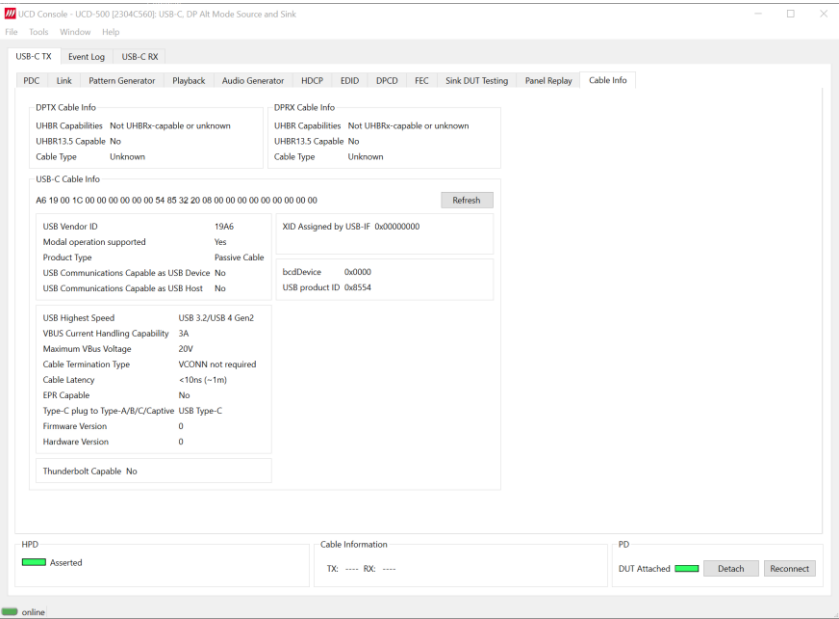 UCD Console - UCD-500 [2304C560]: USB-C, DP Alt Mode Source and Sink
File Tools Window Help
USB-C TX Event Log USB-C RX
PDC Link Pattern Generator Playback Audio Generator HDCP EDID DPCD FEC Sink DUT Testing Panel Replay Cable Info
DPTX Cable Info
UHBR Capabilities Not UHBRx-capable or unknown
UHBR13.5 Capable No
Cable Type Unknown
DPRX Cable Info
UHBR Capabilities Not UHBRx-capable or unknown
UHBR13.5 Capable No
Cable Type Unknown
USB-C Cable Info
A6 19 00 1C 00 00 00 00 00 00 54 85 32 20 08 00 00 00 00 00 00 00 00 00 Refresh
USB Vendor ID 19A6
Modal operation supported Yes
Product Type Passive Cable
USB Communications Capable as USB Device No
USB Communications Capable as USB Host No
XID Assigned by USB-IF 0x00000000
bcdDevice 0x0000
USB product ID 0x8554
USB Highest Speed USB 3.2/USB 4 Gen2
VBUS Current Handling Capability 3A
Maximum VBus Voltage 20V
Cable Termination Type VCONN not required
Cable Latency <10ns (~1m)
EPR Capable No
Type-C plug to Type-A/B/C/Captive USB Type-C
Firmware Version 0
Hardware Version 0
Thunderbolt Capable No
HPD
Asserted
Cable Information
TX: ---- RX: ----
PD
DUT Attached Detach Reconnect
online